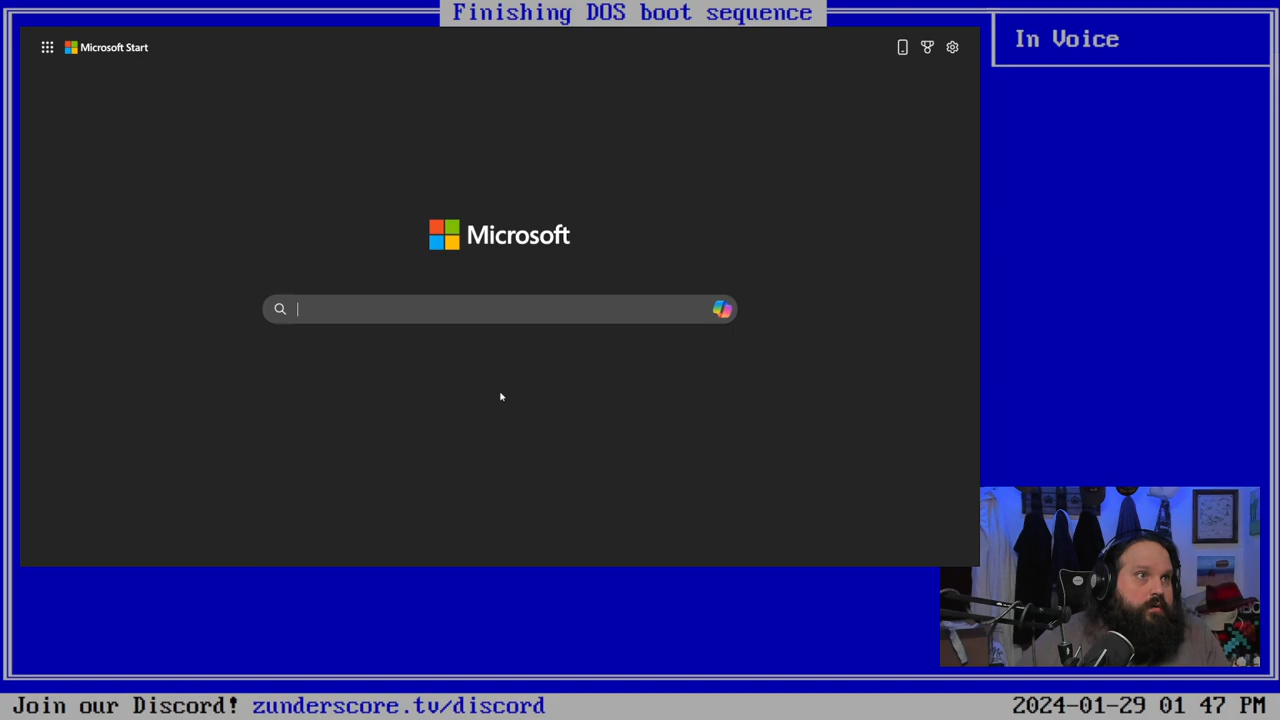 Finishing DOS boot sequence
Microsoft Start
In Voice
Microsoft
Join our Discord! zunderscore.tv/discord
2024-01-29 01 47 PM